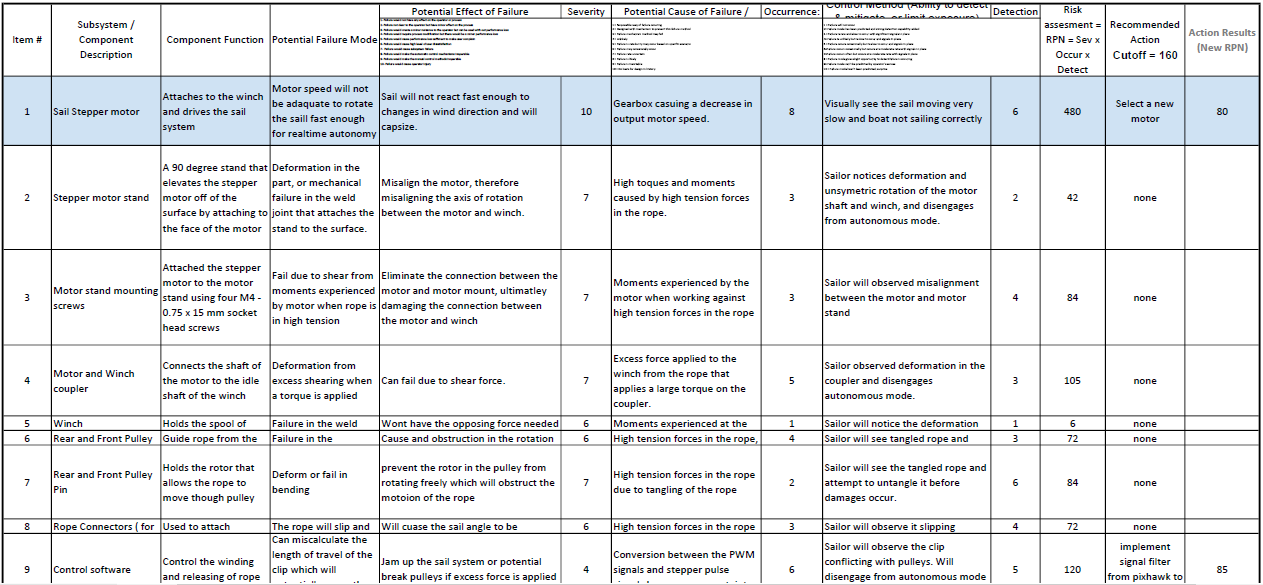 Item #
Subsystem /
Component
Description
Component Function
Potential Failure Mode
Potential Effect of Failure
Severity
Potential Cause of Failure /
Occurrence:
Control Method (Ability to detect
& mitigate, or limit exposure)
Detection
Risk
assesment =
RPN = Sev x
Occur x
Detect
Recommended
Action
Cutoff = 160
Action Results
(New RPN)
1
Sail Stepper motor
Attaches to the winch
and drives the sail
system
Motor speed will not
be adquate to rotate
the saill fast enough
for realtime autonomy
Sail will not react fast enough to
changes in wind direction and will
capsize.
10
Gearbox casuing a decrease in
output motor speed.
8
Visually see the sail moving very
slow and boat not sailing correctly
6
480
Select a new
motor
80
2
Stepper motor stand
A 90 degree stand that
elevates the stepper
motor off of the
surface by attaching to
the face of the motor
Deformation in the
part, or mechanical
failure in the weld
joint that attaches the
stand to the surface.
Misalign the motor, therefore
misaligning the axis of rotation
between the motor and winch.
7
High toques and moments
caused by high tension forces
in the rope.
3
Sailor notices deformation and
unsymetric rotation of the motor
shaft and winch, and disengages
from autonomous mode.
2
42
none
3
Motor stand mounting
screws
Attached the stepper
motor to the motor
stand using four M4 -
0.75 x 15 mm socket
head screws
Fail due to shear from
moments experienced
by motor when rope is
in high tension
Eliminate the connection between the
motor and motor mount, ultimatley
damaging the connection between
the motor and winch
7
Moments experienced by the
motor when working against
high tension forces in the rope
3
Sailor will observed misalignment
between the motor and motor
stand
4
84
none
4
Motor and Winch
coupler
Connects the shaft of
the motor to the idle
shaft of the winch
Deformation from
excess shearing when
a torque is applied
Can fail due to shear force.
7
Excess force applied to the
winch from the rope that
applies a large torque on the
coupler.
5
Sailor observed deformation in the
coupler and disengages
autonomous mode.
3
105
none
5
Winch
Holds the spool of
Failure in the weld
Wont have the opposing force needed
6
Moments experienced at the
1
Sailor will notice the deformation
1
6
none
6
Rear and Front Pulley
Guide rope from the
Failure in the
Cause and obstruction in the rotation
6
High tension forces in the rope,
4
Sailor will see tangled rope and
3
72
none
7
Rear and Front Pulley
Pin
Holds the rotor that
allows the rope to
move though pulley
Deform or fail in
bending
prevent the rotor in the pulley from
rotating freely which will obstruct the
motoion of the rope
7
High tension forces in the rope
due to tangling of the rope
2
Sailor will see the tangled rope and
attempt to untangle it before
damages occur.
6
84
none
8
Rope Connectors ( for
Used to attach
The rope will slip and
Will cuase the sail angle to be
6
High tension forces in the rope
3
Sailor will observe it slipping
4
72
none
9
Control software
Control the winding
and releasing of rope
Can miscalculate the
length of travel of the
clip which will
Jam up the sail system or potential
break pulleys if excess force is applied
4
Conversion between the PWM
signals and stepper pulse
6
Sailor will observe the clip
conflicting with pulleys. Will
disengage from autonomous mode
5
120
implement
signal filter
from pixhawk to
85